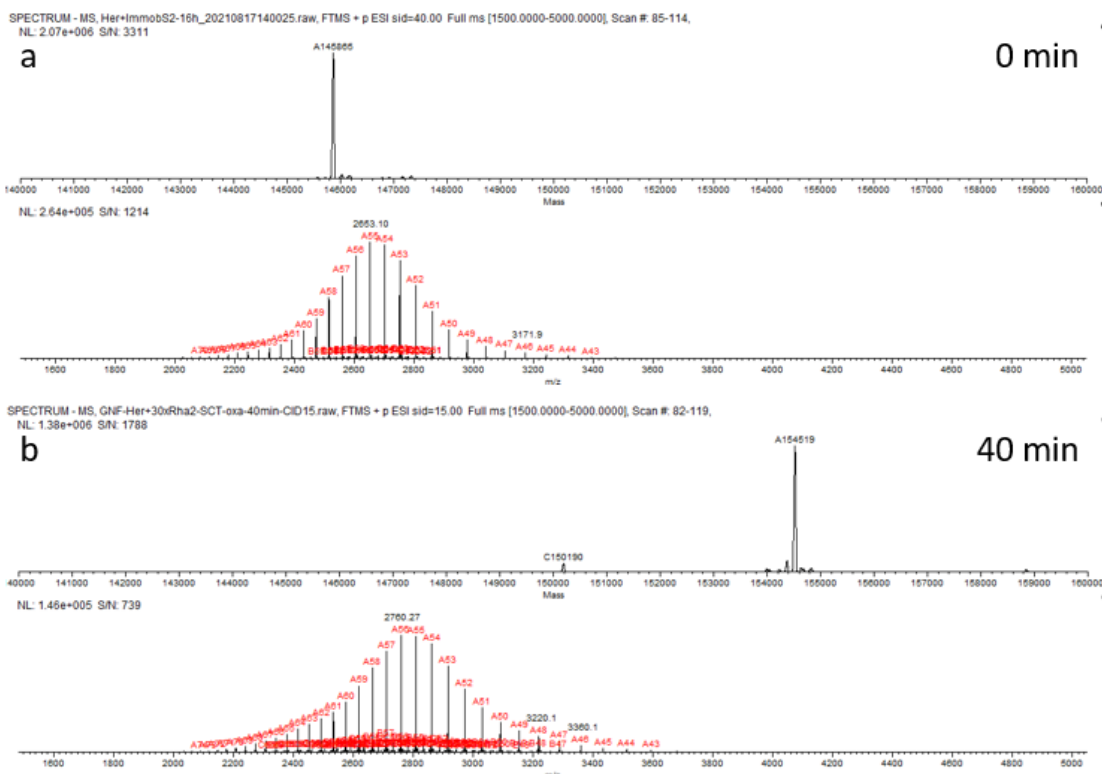 SPECTRUM - MS, Her+ImmobS2-16h_20210817140025.raw, FTMS + p ESI sid=40.00 Full ms [1500.0000-5000.0000], Scan #: 85-114,
NL: 2.07e+006 S/N: 3311
a
0 min
A145865
140000 141000 142000 143000 144000 145000 146000 147000 148000 149000 150000 151000 152000 153000 154000 155000 156000 157000 158000 159000 160000
Mass
NL: 2.64e+005 S/N: 1214
2653.10
A55 A54
A56 A53
A57 A52
A58
A59 A51
A60 A50
A61 A49 3171.9
A48 A47 A46 A45 A44 A43
1600 1800 2000 2200 2400 2600 2800 3000 3200 3400 3600 3800 4000 4200 4400 4600 4800 5000
m/z
SPECTRUM - MS, GNF-Her+30xRha2-SCT-oxa-40min-CID15.raw, FTMS + p ESI sid=15.00 Full ms [1500.0000-5000.0000], Scan #: 82-119,
NL: 1.38e+006 S/N: 1788
b
40 min
A154519
C150190
40000 141000 142000 143000 144000 145000 146000 147000 148000 149000 150000 151000 152000 153000 154000 155000 156000 157000 158000 159000 160000
Mass
NL: 1.46e+005 S/N: 739
2760.27
A56 A55
A57 A54
A58 A53
A59 A52
A60 A51
A61 A50
A49 3220.1
A48 3360.1
A47 A46 A45 A44 A43
B47
1600 1800 2000 2200 2400 2600 2800 3000 3200 3400 3600 3800 4000 4200 4400 4600 4800 5000